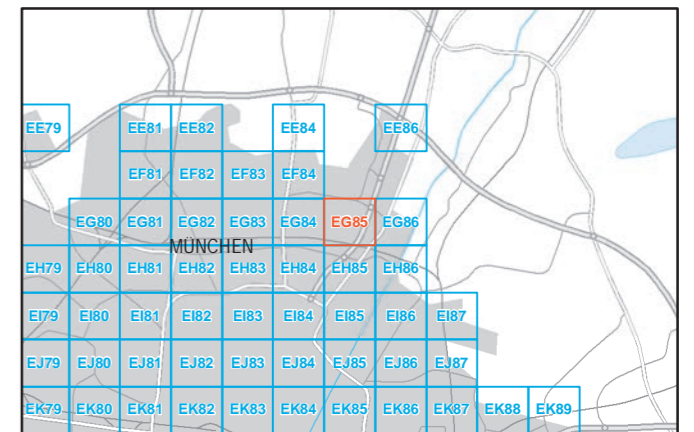 EE79 EE81 EE82 EE84 EE86
EF81 EF82 EF83 EF84
EG80 EG81 EG82 EG83 EG84 EG85 EG86
MÜNCHEN
EH79 EH80 EH81 EH82 EH83 EH84 EH85 EH86
EI79 EI80 EI81 EI82 EI83 EI84 EI85 EI86 EI87
EJ79 EJ80 EJ81 EJ82 EJ83 EJ84 EJ85 EJ86 EJ87
EK79 EK80 EK81 EK82 EK83 EK84 EK85 EK86 EK87 EK88 EK89